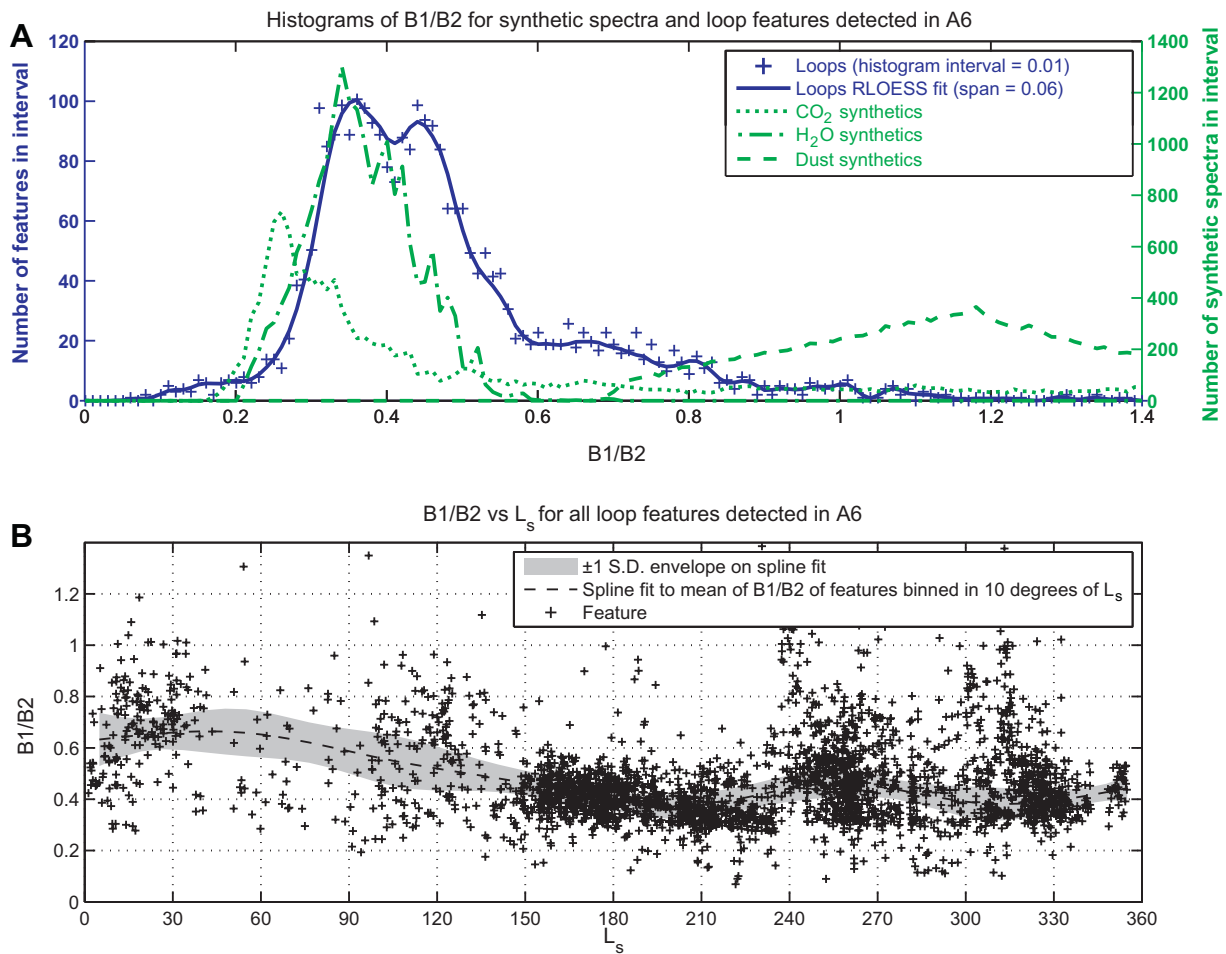 A
Histograms of B1/B2 for synthetic spectra and loop features detected in A6
Number of features in interval
120
100
80
60
40
20
0
Loops (histogram interval = 0.01)
Loops RLOESS fit (span = 0.06)
CO2 synthetics
H2O synthetics
Dust synthetics
1400
1200
1000
800
600
400
200
0
Number of synthetic spectra in interval
0 0.2 0.4 0.6 0.8 1 1.2 1.4
B1/B2
B
B1/B2 vs Ls for all loop features detected in A6
B1/B2
1.2
1
0.8
0.6
0.4
0.2
0
±1 S.D. envelope on spline fit
Spline fit to mean of B1/B2 of features binned in 10 degrees of Ls
Feature
0 30 60 90 120 150 180 210 240 270 300 330 360
Ls